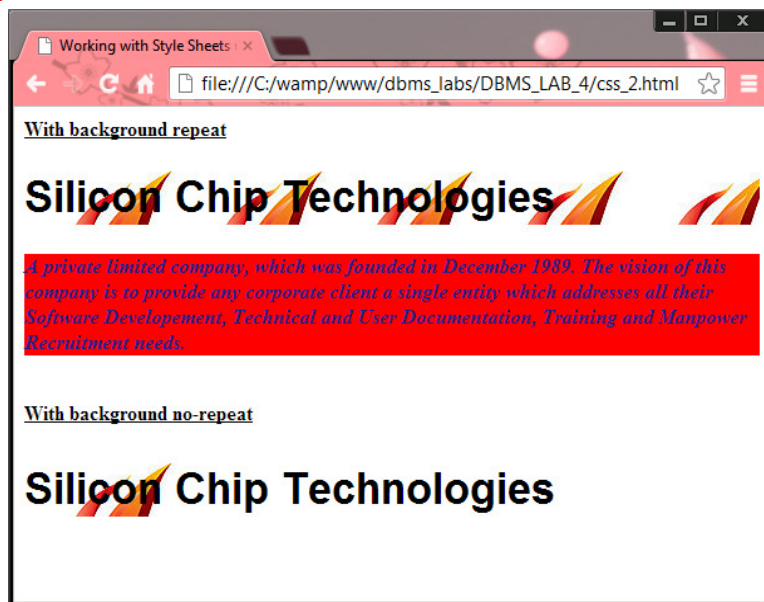 Working with Style Sheets
file:///C:/wamp/www/dbms_labs/DBMS_LAB_4/css_2.html
With background repeat
Silicon Chip Technologies
A private limited company, which was founded in December 1989. The vision of this
company is to provide any corporate client a single entity which addresses all their
Software Developement, Technical and User Documentation, Training and Manpower
Recruitment needs.
With background no-repeat
Silicon Chip Technologies